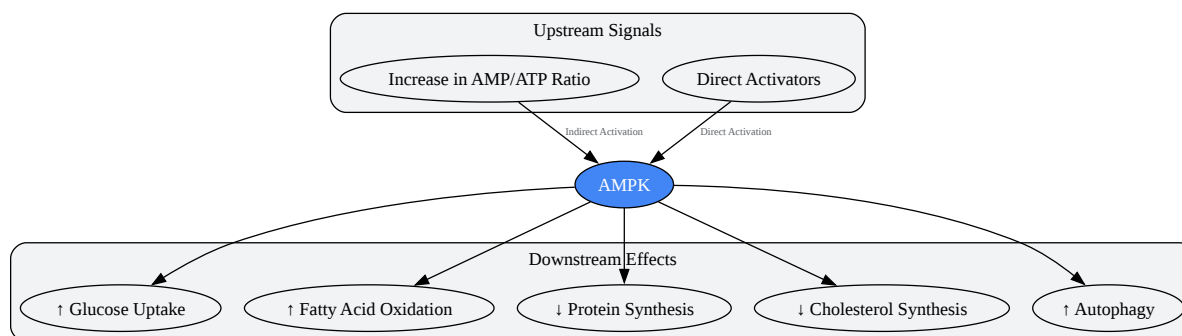 Upstream Signals
Increase in AMP/ATP Ratio
Direct Activators
Indirect Activation
Direct Activation
AMPK
Downstream Effects
↑ Glucose Uptake
↑ Fatty Acid Oxidation
↓ Protein Synthesis
↓ Cholesterol Synthesis
↑ Autophagy